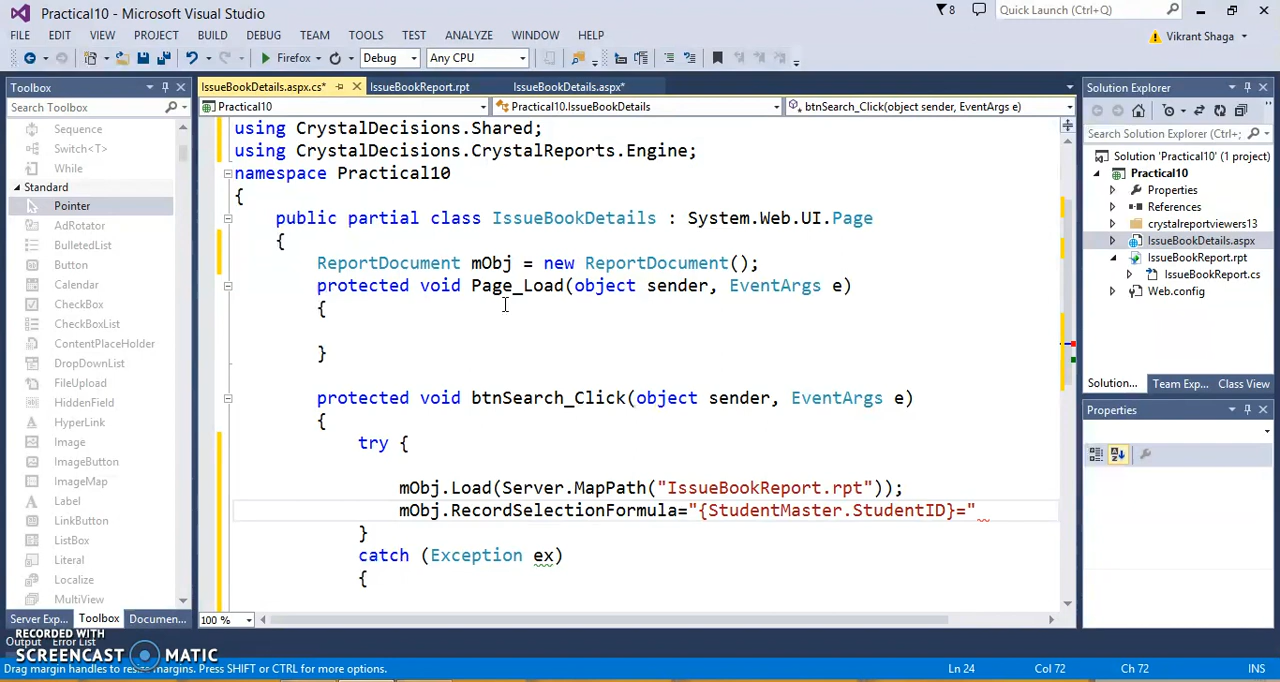 Practical10 - Microsoft Visual Studio
8
Quick Launch (Ctrl+Q)
FILE EDIT VIEW PROJECT BUILD DEBUG TEAM TOOLS TEST ANALYZE WINDOW HELP
Vikrant Shaga
Firefox Debug Any CPU
Toolbox
Search Toolbox
Sequence
Switch<T>
While
Standard
Pointer
AdRotator
BulletedList
Button
Calendar
CheckBox
CheckBoxList
ContentPlaceHolder
DropDownList
FileUpload
HiddenField
HyperLink
Image
ImageButton
ImageMap
Label
LinkButton
ListBox
Literal
Localize
MultiView
Server Exp... Toolbox Documen...
Output Error List
IssueBookDetails.aspx.cs* IssueBookReport.rpt IssueBookDetails.aspx*
Practical10 Practical10.IssueBookDetails btnSearch_Click(object sender, EventArgs e)
using CrystalDecisions.Shared;
using CrystalDecisions.CrystalReports.Engine;
namespace Practical10
{
public partial class IssueBookDetails : System.Web.UI.Page
{
ReportDocument mObj = new ReportDocument();
protected void Page_Load(object sender, EventArgs e)
{
}
protected void btnSearch_Click(object sender, EventArgs e)
{
try {
mObj.Load(Server.MapPath("IssueBookReport.rpt"));
mObj.RecordSelectionFormula="{StudentMaster.StudentID}="
}
catch (Exception ex)
{
100 %
Solution Explorer
Search Solution Explorer (Ctrl+;)
Solution 'Practical10' (1 project)
Practical10
Properties
References
crystalreportviewers13
IssueBookDetails.aspx
IssueBookReport.rpt
IssueBookReport.cs
Web.config
Solution... Team Exp... Class View
Properties
RECORDED WITH
SCREENCAST MATIC
Drag margin handles to resize margins. Press SHIFT or CTRL for more options. Ln 24 Col 72 Ch 72 INS